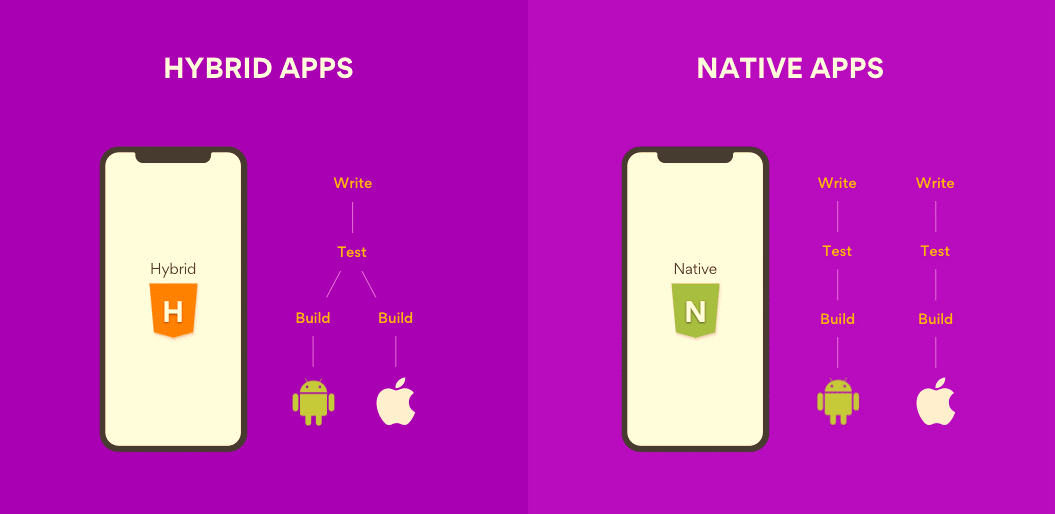 HYBRID APPS
Hybrid
H
Write
Test
Build Build
NATIVE APPS
Native
N
Write Write
Test Test
Build Build